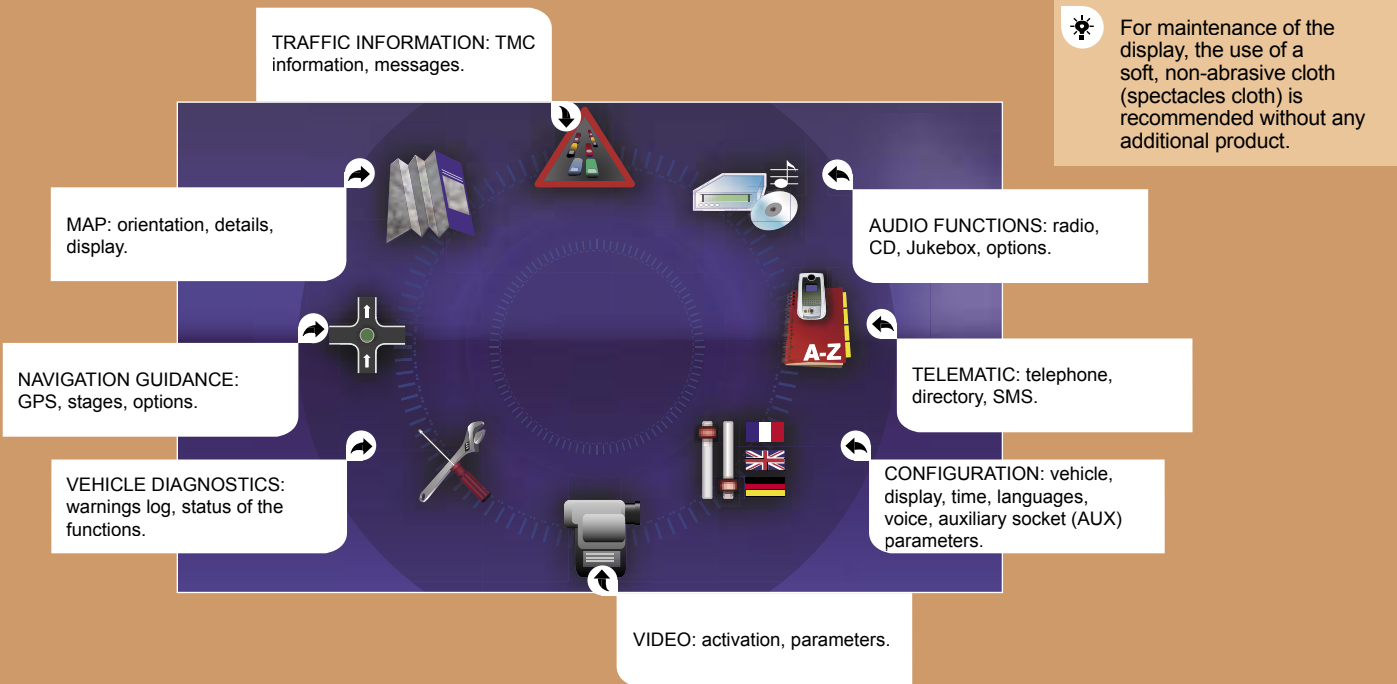 TRAFFIC INFORMATION: TMC
information, messages.
For maintenance of the
display, the use of a
soft, non-abrasive cloth
(spectacles cloth) is
recommended without any
additional product.
MAP: orientation, details,
display.
AUDIO FUNCTIONS: radio,
CD, Jukebox, options.
A-Z
NAVIGATION GUIDANCE:
GPS, stages, options.
TELEMATIC: telephone,
directory, SMS.
VEHICLE DIAGNOSTICS:
warnings log, status of the
functions.
CONFIGURATION: vehicle,
display, time, languages,
voice, auxiliary socket (AUX)
parameters.
VIDEO: activation, parameters.